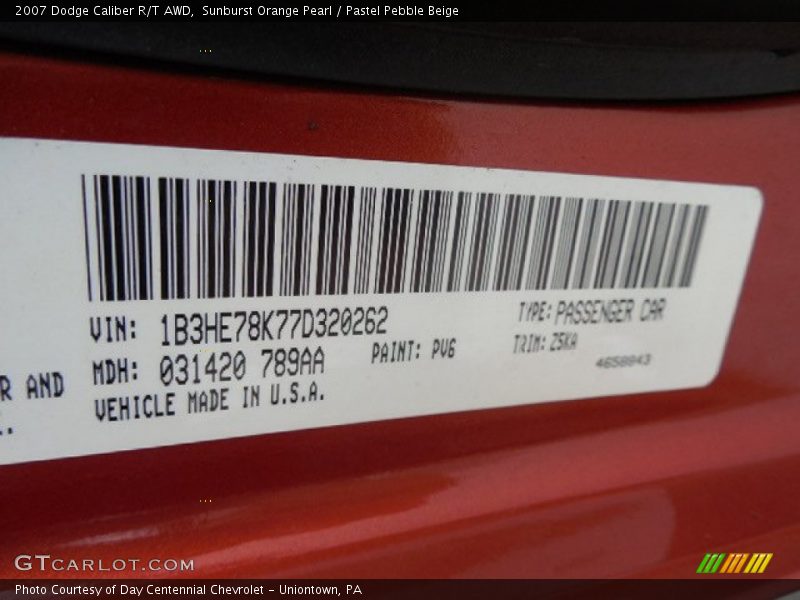 2007 Dodge Caliber R/T AWD, Sunburst Orange Pearl / Pastel Pebble Beige
VIN: 1B3HE78K77D320262
TYPE: PASSENGER CAR
MDH: 031420 789AA
PAINT: PV6
TRIM: Z5KA
4658843
R AND
VEHICLE MADE IN U.S.A.
GTCARLOT.COM
Photo Courtesy of Day Centennial Chevrolet - Uniontown, PA